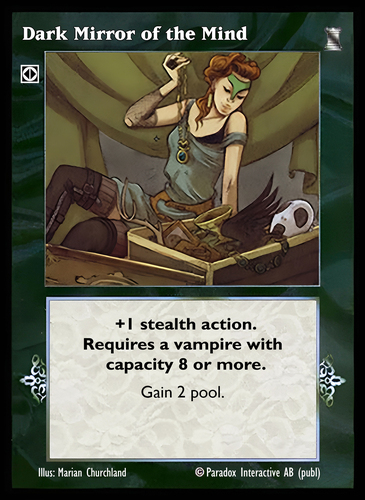 Dark Mirror of the Mind
+1 stealth action.
Requires a vampire with
capacity 8 or more.
Gain 2 pool.
Illus: Marian Churchland
© Paradox Interactive AB (publ)